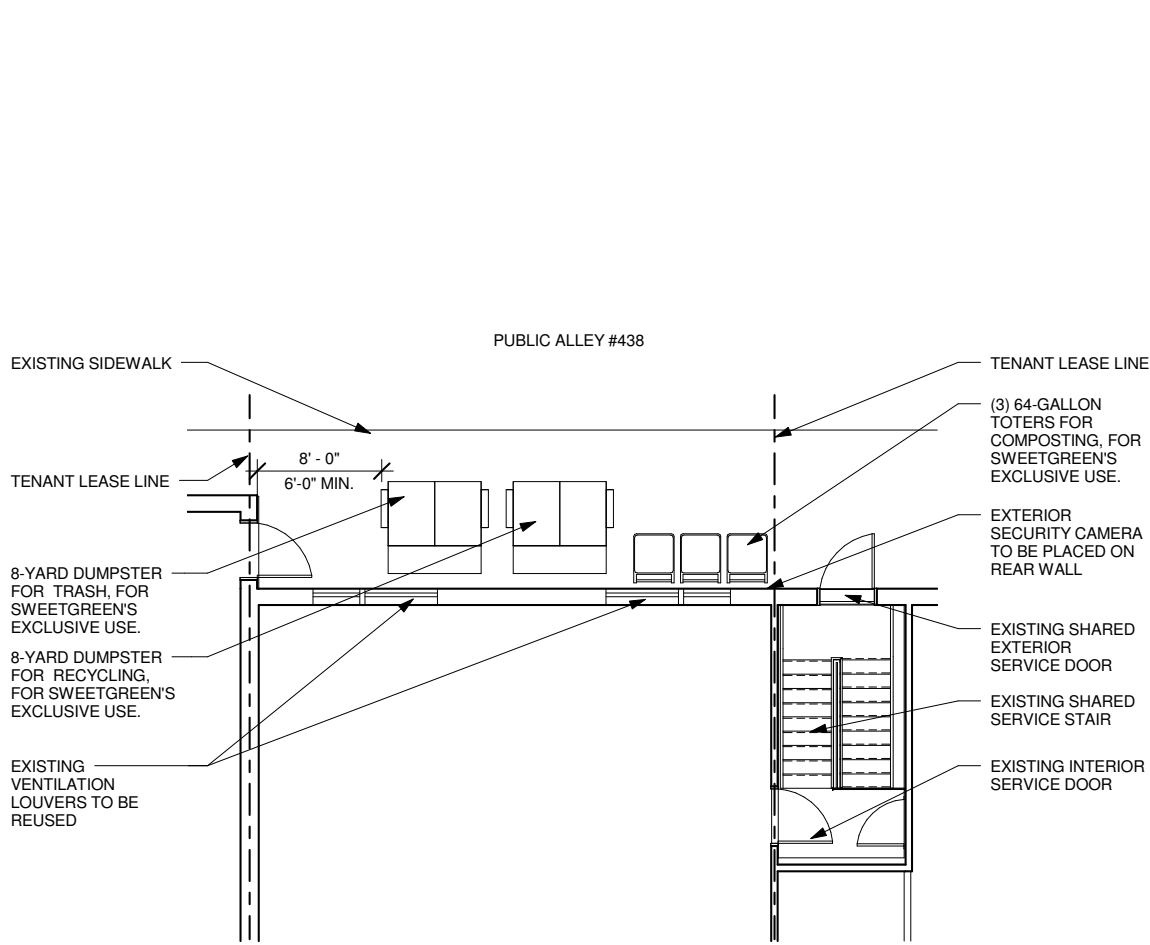 PUBLIC ALLEY #438
EXISTING SIDEWALK
TENANT LEASE LINE
8' - 0"
6'-0" MIN.
8-YARD DUMPSTER
FOR TRASH, FOR
SWEETGREEN'S
EXCLUSIVE USE.
8-YARD DUMPSTER
FOR RECYCLING,
FOR SWEETGREEN'S
EXCLUSIVE USE.
EXISTING
VENTILATION
LOUVERS TO BE
REUSED
TENANT LEASE LINE
(3) 64-GALLON
TOTERS FOR
COMPOSTING, FOR
SWEETGREEN'S
EXCLUSIVE USE.
EXTERIOR
SECURITY CAMERA
TO BE PLACED ON
REAR WALL
EXISTING SHARED
EXTERIOR
SERVICE DOOR
EXISTING SHARED
SERVICE STAIR
EXISTING INTERIOR
SERVICE DOOR